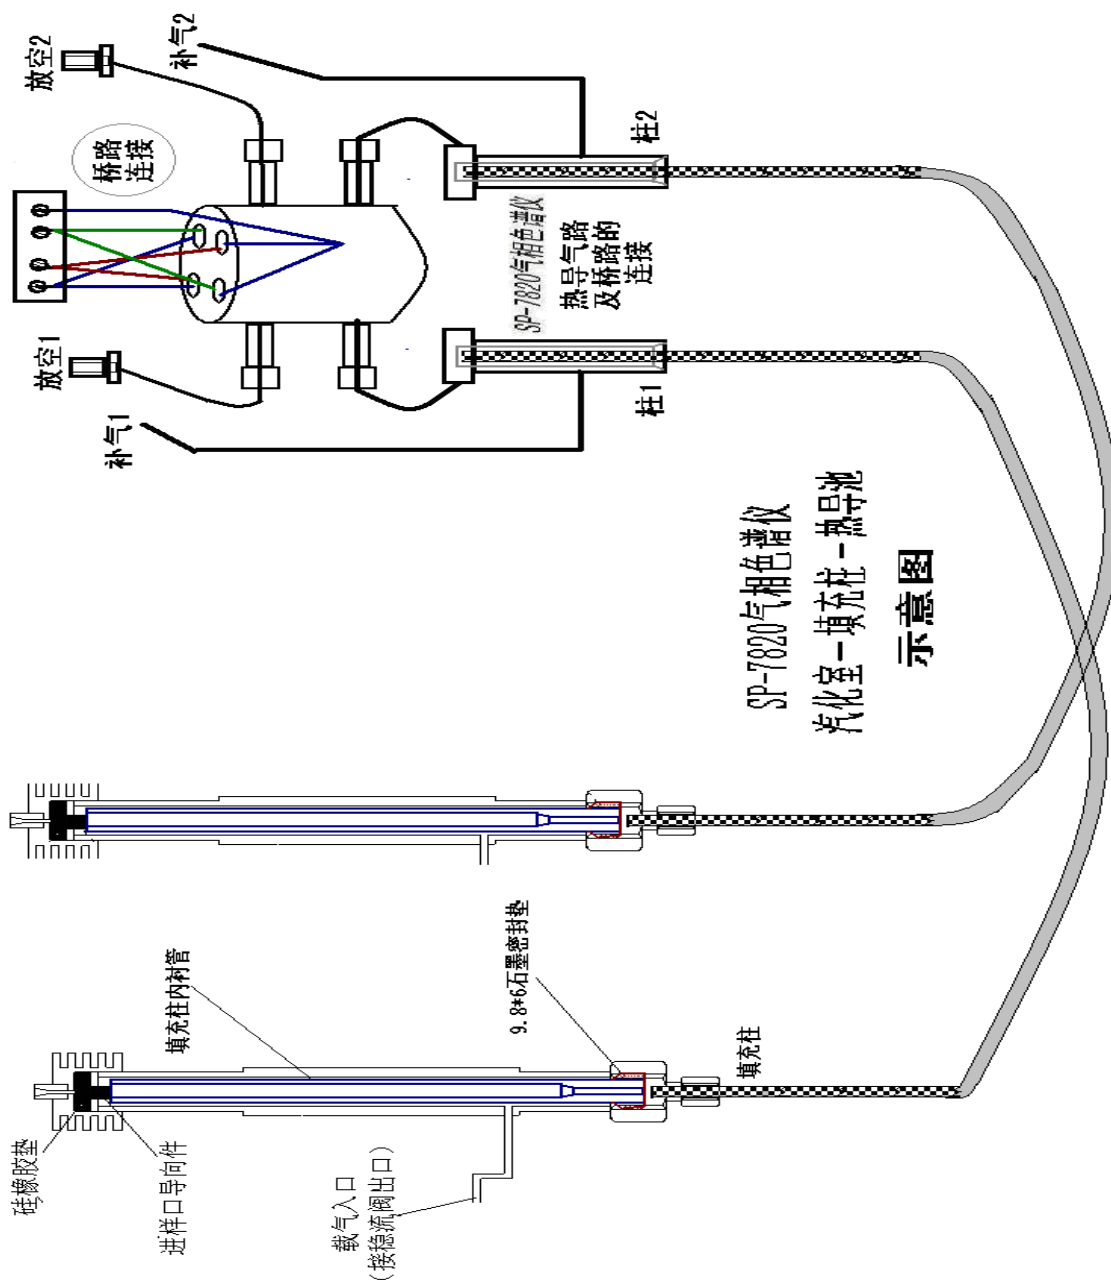 放空2
补气2
桥路
连接
柱2
SP-7820气相色谱仪
热导气路
及桥路的
连接
放空1
补气1
柱1
SP-7820气相色谱仪
汽化室-填充柱-热导池
示意图
填充柱内衬管
9.8*6石墨密封垫
填充柱
硅橡胶垫
进样口导向件
载气入口
(接稳流阀出口)